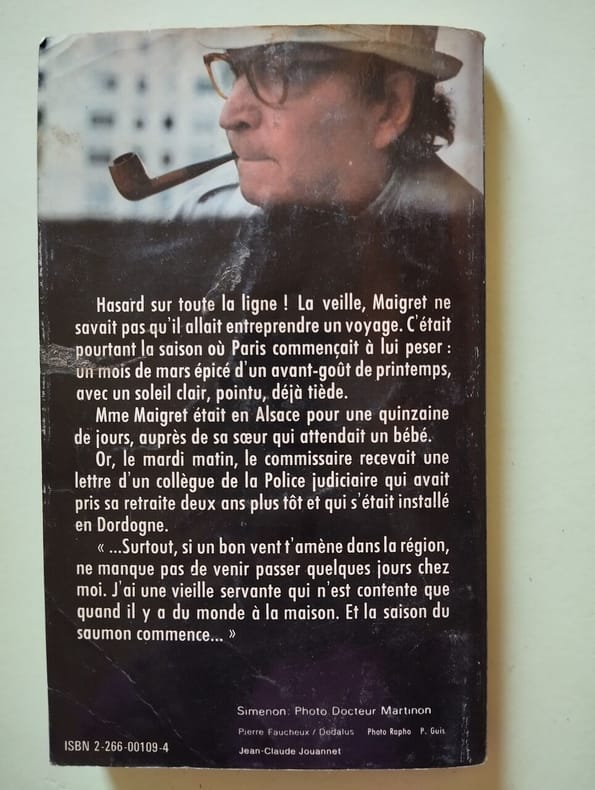 Hasard sur toute la ligne ! La veille, Maigret ne
savait pas qu'il allait entreprendre un voyage. C'était
pourtant la saison où Paris commençait à lui peser :
un mois de mars épicé d'un avant-goût de printemps,
avec un soleil clair, pointu, déjà tiède.
Mme Maigret était en Alsace pour une quinzaine
de jours, auprès de sa sœur qui attendait un bébé.
Or, le mardi matin, le commissaire recevait une
lettre d'un collègue de la Police judiciaire qui avait
pris sa retraite deux ans plus tôt et qui s'était installé
en Dordogne.
« ...Surtout, si un bon vent t'amène dans la région,
ne manque pas de venir passer quelques jours chez
moi. J'ai une vieille servante qui n'est contente que
quand il y a du monde à la maison. Et la saison du
saumon commence... »
Simenon: Photo Docteur Martinon
Pierre Faucheux / Dedalus Photo Rapho P. Guis
ISBN 2-266-00109-4
Jean-Claude Jouannet